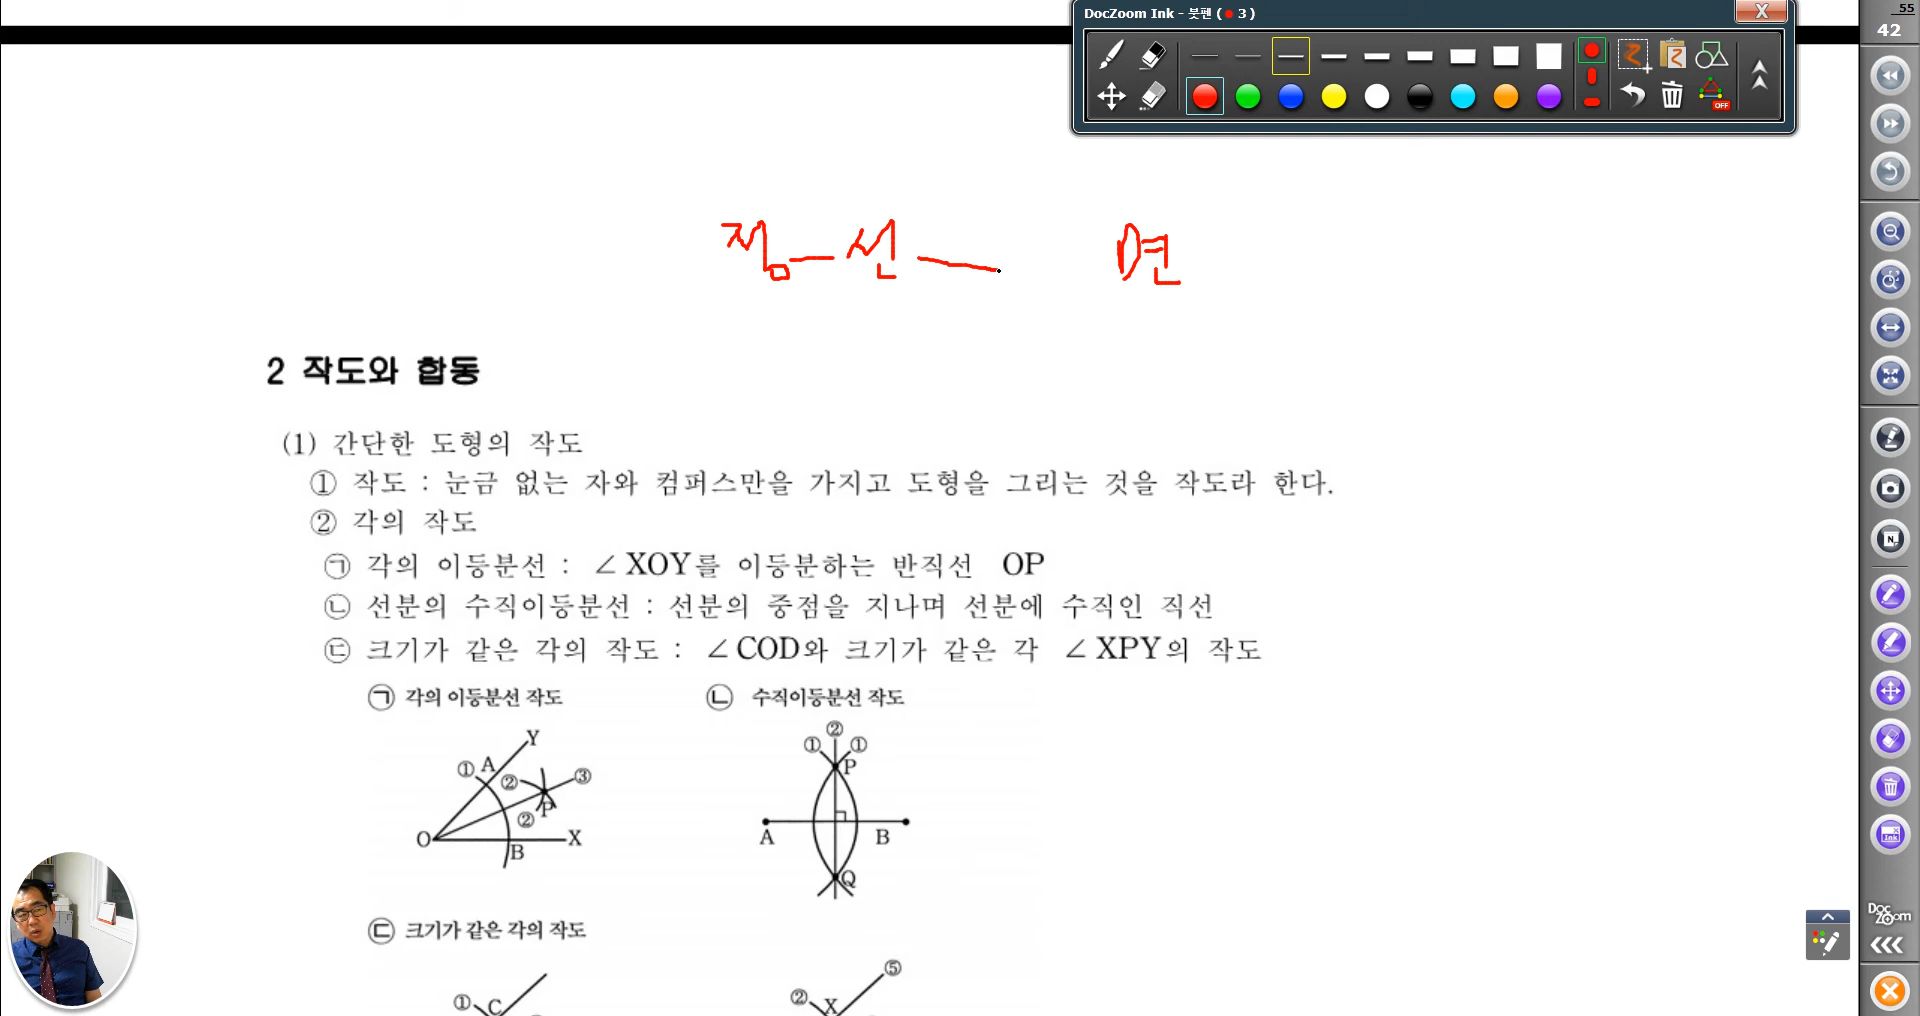 DocZoom Ink - 붓펜 ( 3 )
55
42
OFF
점 선 면
2 작도와 합동
(1) 간단한 도형의 작도
① 작도 : 눈금 없는 자와 컴퍼스만을 가지고 도형을 그리는 것을 작도라 한다.
② 각의 작도
㉠ 각의 이등분선 : ∠XOY를 이등분하는 반직선 OP
㉡ 선분의 수직이등분선 : 선분의 중점을 지나며 선분에 수직인 직선
㉢ 크기가 같은 각의 작도 : ∠COD와 크기가 같은 각 ∠XPY의 작도
㉠ 각의 이등분선 작도 ㉡ 수직이등분선 작도
Y ② ① ①
① A ② ③ P
P
② O B X
A B
Q
㉢ 크기가 같은 각의 작도
⑤
① C ② X
N
Ink
Doc Zoom